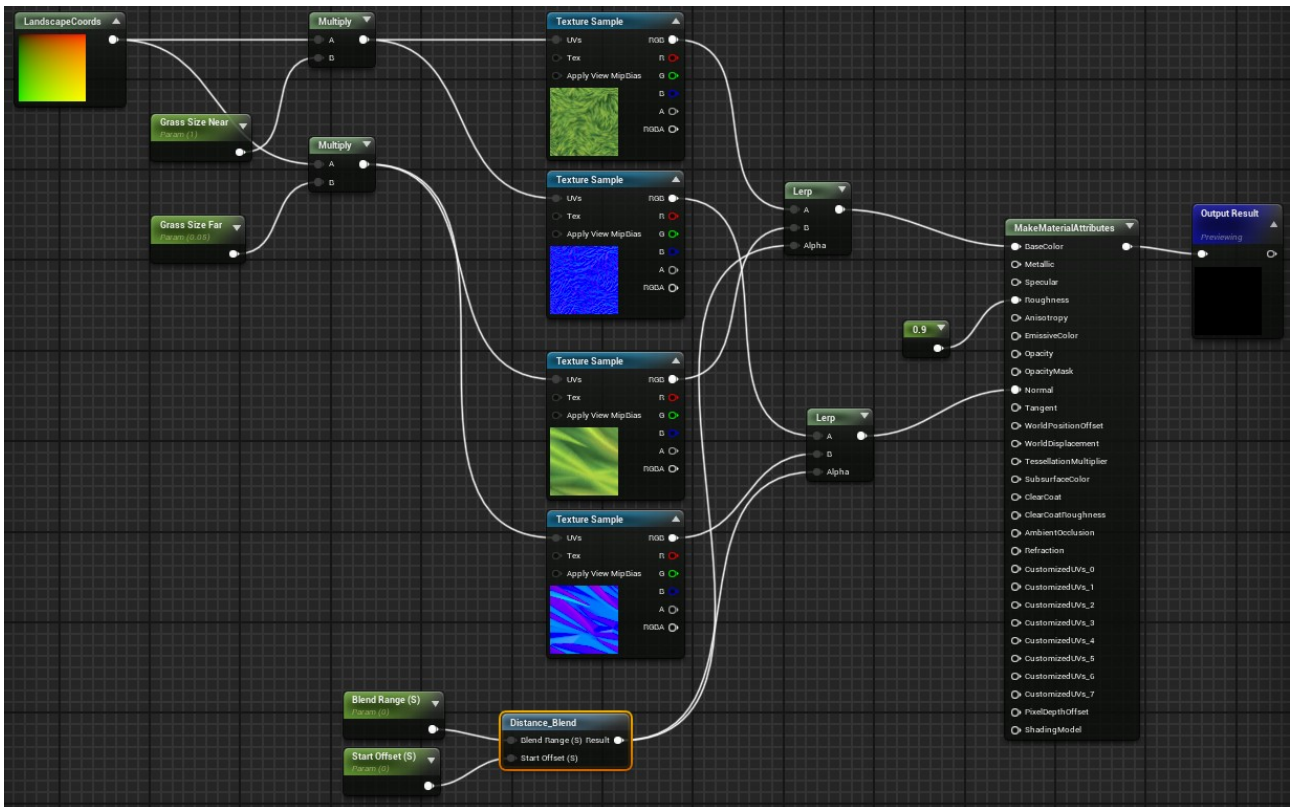 LandscapeCoords
Multiply
A
B
Grass Size Near
Param (1)
Multiply
A
B
Grass Size Far
Param (0.05)
Texture Sample
UVs
RGB
Tex
R
Apply View MipBias
G
B
A
RGBA
Texture Sample
UVs
RGB
Tex
R
Apply View MipBias
G
B
A
RGBA
Texture Sample
UVs
RGB
Tex
R
Apply View MipBias
G
B
A
RGBA
Texture Sample
UVs
RGB
Tex
R
Apply View MipBias
G
B
A
RGBA
Blend Range (S)
Param (0)
Start Offset (S)
Param (0)
Distance_Blend
Blend Range (S) Result
Start Offset (S)
Lerp
A
B
Alpha
Lerp
A
B
Alpha
0.9
MakeMaterialAttributes
BaseColor
Metallic
Specular
Roughness
Anisotropy
EmissiveColor
Opacity
OpacityMask
Normal
Tangent
WorldPositionOffset
WorldDisplacement
TessellationMultiplier
SubsurfaceColor
ClearCoat
ClearCoatRoughness
AmbientOcclusion
Refraction
CustomizedUVs_0
CustomizedUVs_1
CustomizedUVs_2
CustomizedUVs_3
CustomizedUVs_4
CustomizedUVs_5
CustomizedUVs_6
CustomizedUVs_7
PixelDepthOffset
ShadingModel
Output Result
Previewing